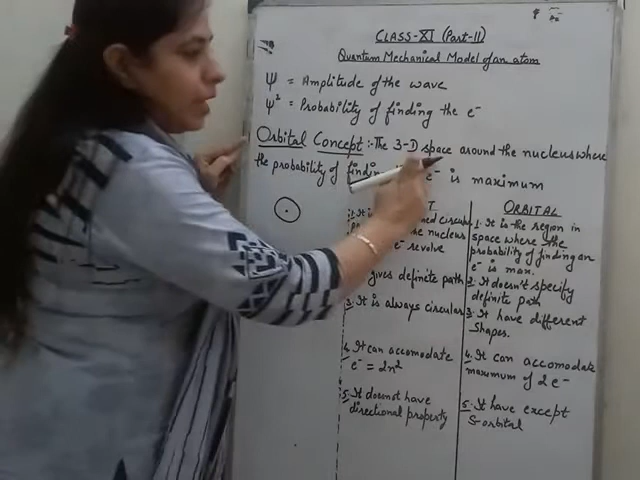 CLASS-XI (Part-II)
Quantum Mechanical Model of an atom
Ψ = Amplitude of the wave
Ψ² = Probability of finding the e⁻
Orbital Concept :- The 3-D space around the nucleus where
the probability of finding e⁻ is maximum
1. It is circular
the nucleus
e⁻ revolve
gives definite path
3. It is always circular
4. It can accomodate
e⁻ = 2n²
5. It doesnot have
directional property
ORBITAL
1. It is the region in
space where the
probability of finding an
e⁻ is max.
2. It doesn't specify
definite path
3. It have different
Shapes.
4. It can accomodate
maximum of 2e⁻
5. It have except
S-orbital